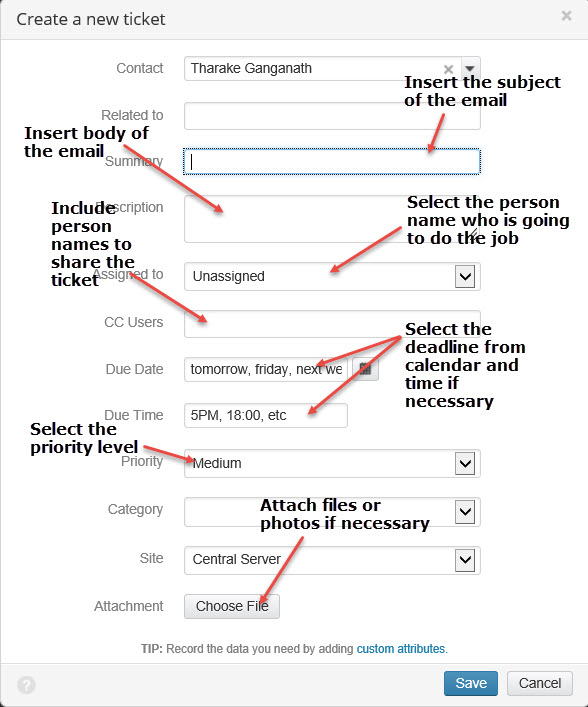 Create a new ticket
×
Contact
Tharake Ganganath
Insert the subject
of the email
Related to
Insert body of
the email
Summary
Description
Select the person
name who is going
to do the job
Include
person
names to
share the
ticket
Assigned to
Unassigned
CC Users
Select the
deadline from
calendar and
time if
necessary
Due Date
tomorrow, friday, next we
Due Time
5PM, 18:00, etc
Select the
priority level
Priority
Medium
Category
Attach files or
photos if necessary
Site
Central Server
Attachment
Choose File
TIP: Record the data you need by adding custom attributes.
?
Save
Cancel